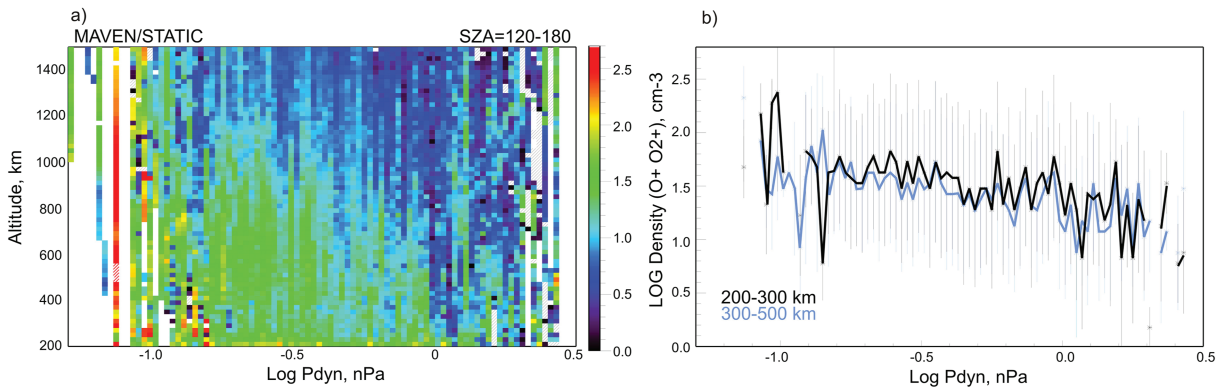 a)
MAVEN/STATIC
SZA=120-180
Altitude, km
1400
1200
1000
800
600
400
200
-1.0
-0.5
0
0.5
Log Pdyn, nPa
2.5
2.0
1.5
1.0
0.5
0.0
b)
LOG Density (O+ O2+), cm-3
2.5
2.0
1.5
1.0
0.5
0.0
200-300 km
300-500 km
-1.0
-0.5
0.0
0.5
Log Pdyn, nPa